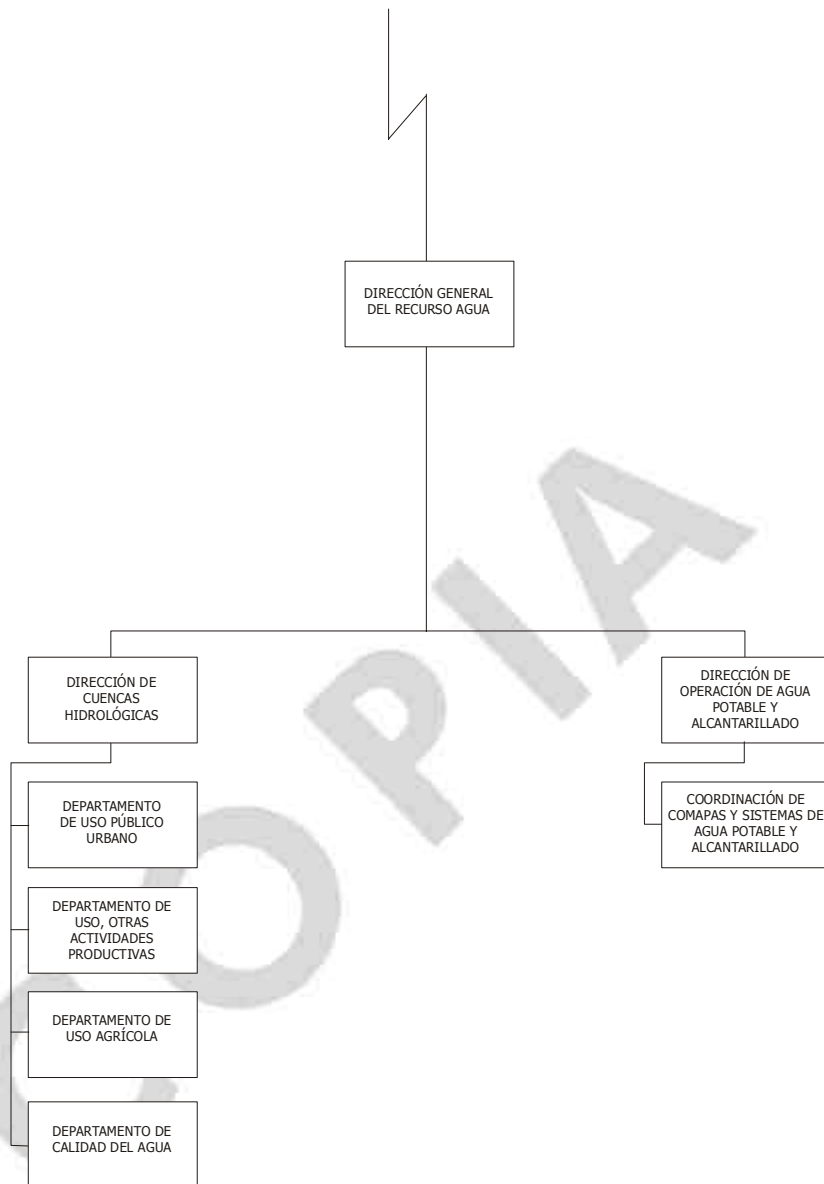 DIRECCIÓN GENERAL
DEL RECURSO AGUA
DIRECCIÓN DE
CUENCAS
HIDROLÓGICAS
DIRECCIÓN DE
OPERACIÓN DE AGUA
POTABLE Y
ALCANTARILLADO
DEPARTAMENTO
DE USO PÚBLICO
URBANO
COORDINACIÓN DE
COMAPAS Y SISTEMAS DE
AGUA POTABLE Y
ALCANTARILLADO
DEPARTAMENTO DE
USO, OTRAS
ACTIVIDADES
PRODUCTIVAS
DEPARTAMENTO DE
USO AGRÍCOLA
DEPARTAMENTO DE
CALIDAD DEL AGUA
COPIA